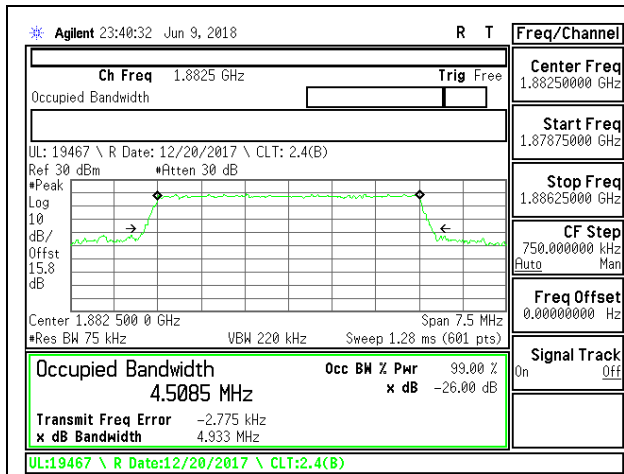 Agilent 23:40:32 Jun 9, 2018 R T
Freq/Channel
Ch Freq 1.8825 GHz Trig Free
Occupied Bandwidth
Center Freq
1.88250000 GHz
Start Freq
1.87875000 GHz
Stop Freq
1.88625000 GHz
CF Step
750.000000 kHz
Auto Man
Freq Offset
0.00000000 Hz
Signal Track
On Off
UL: 19467 \ R Date: 12/20/2017 \ CLT: 2.4(B)
Ref 30 dBm #Atten 30 dB
#Peak
Log
10
dB/
Offst
15.8
dB
Center 1.882 500 0 GHz Span 7.5 MHz
#Res BW 75 kHz VBW 220 kHz Sweep 1.28 ms (601 pts)
Occupied Bandwidth Occ BW % Pwr 99.00 %
4.5085 MHz x dB -26.00 dB
Transmit Freq Error -2.775 kHz
x dB Bandwidth 4.933 MHz
UL:19467 \ R Date:12/20/2017 \ CLT:2.4(B)